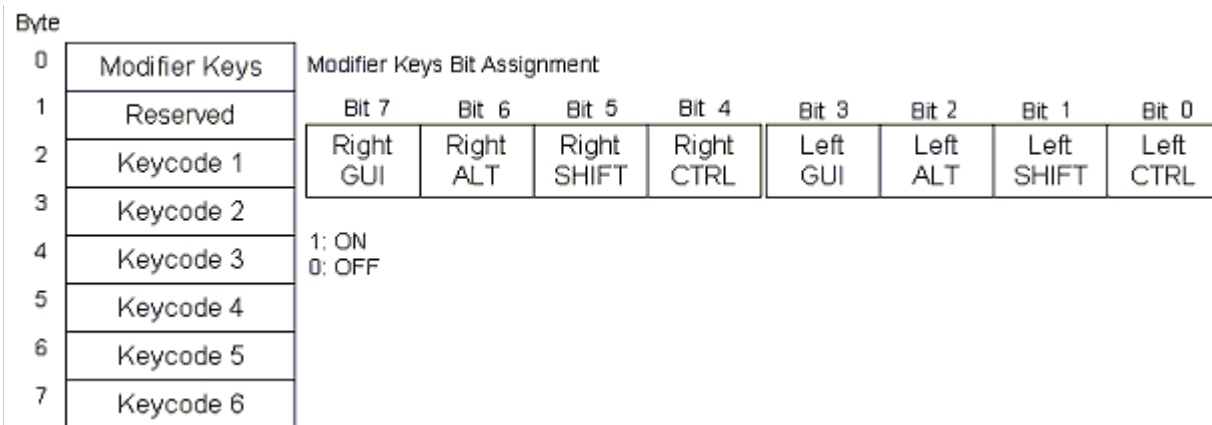 Byte
0 Modifier Keys
Modifier Keys Bit Assignment
1 Reserved
Bit 7 Bit 6 Bit 5 Bit 4 Bit 3 Bit 2 Bit 1 Bit 0
Right GUI Right ALT Right SHIFT Right CTRL Left GUI Left ALT Left SHIFT Left CTRL
2 Keycode 1
3 Keycode 2
1: ON
0: OFF
4 Keycode 3
5 Keycode 4
6 Keycode 5
7 Keycode 6